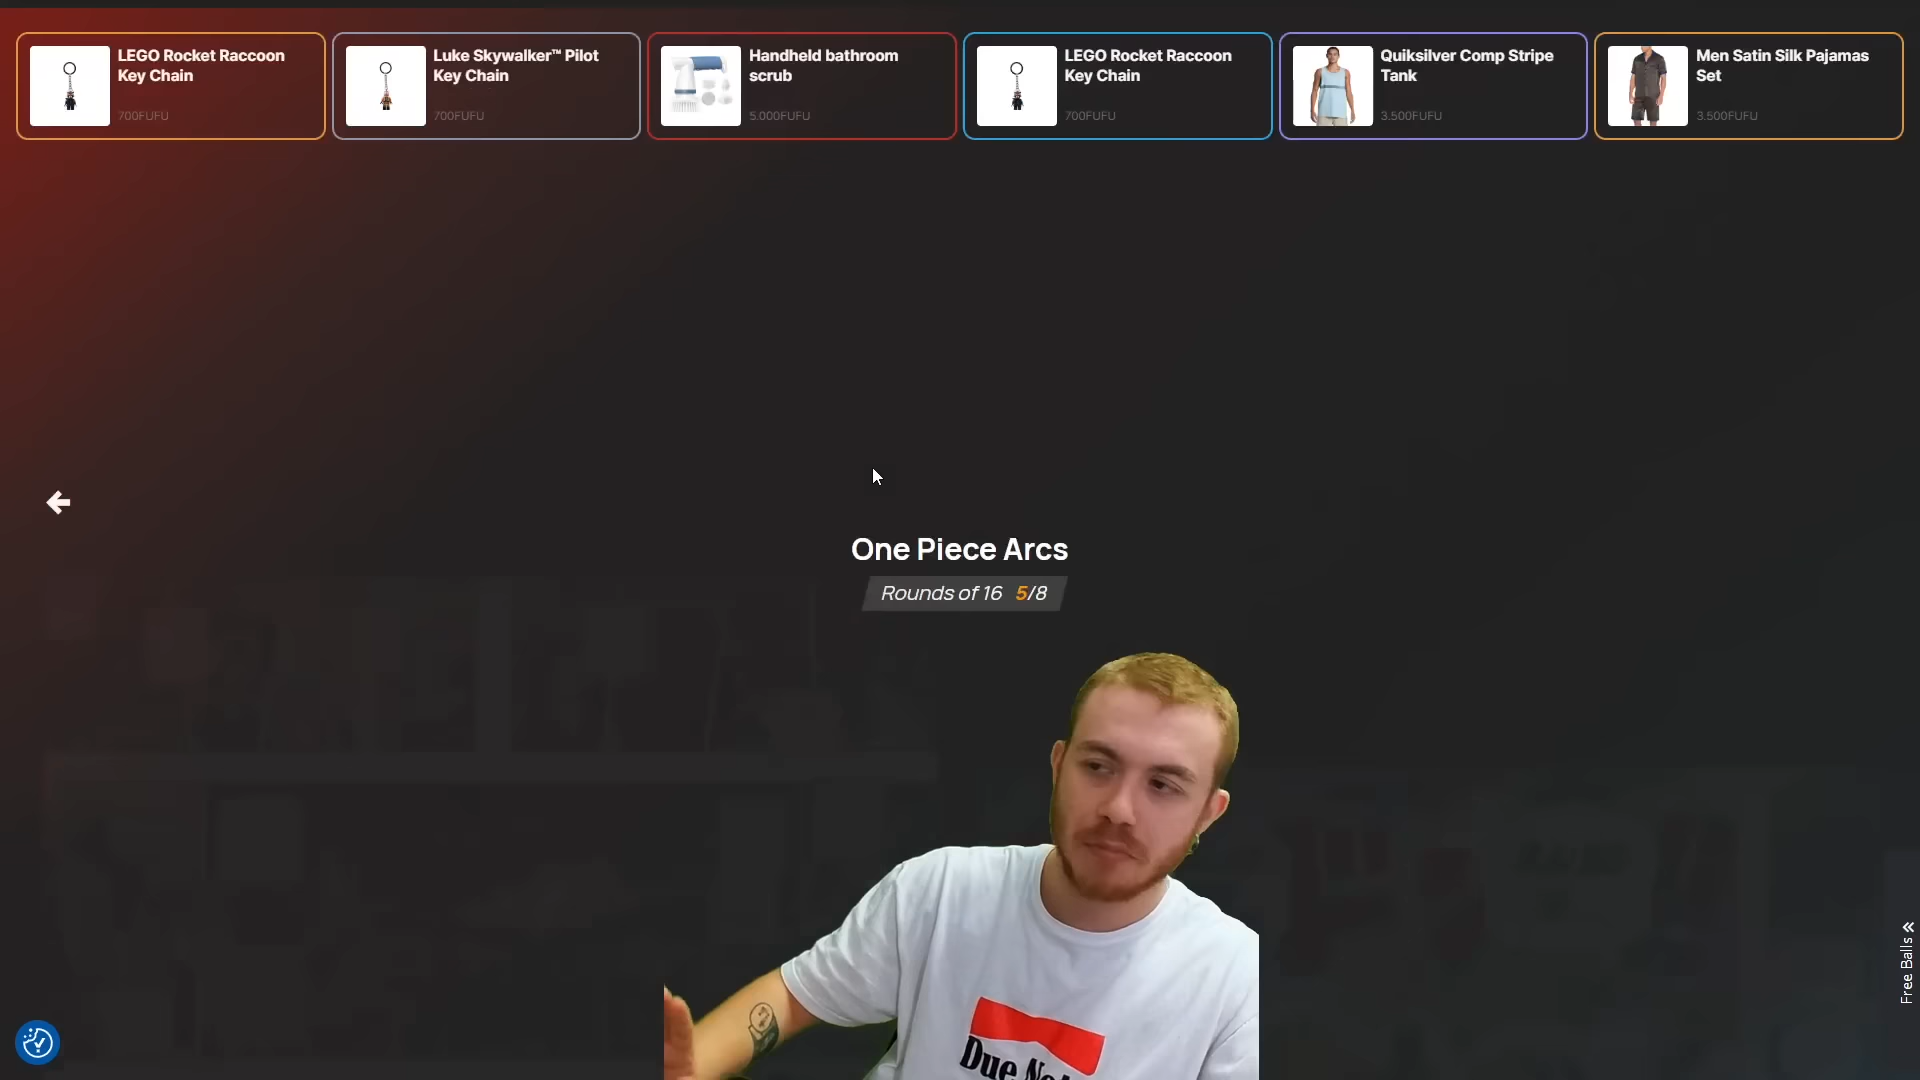 LEGO Rocket Raccoon
Key Chain
700FUFU
Luke Skywalker™ Pilot
Key Chain
700FUFU
Handheld bathroom
scrub
5.000FUFU
LEGO Rocket Raccoon
Key Chain
700FUFU
Quiksilver Comp Stripe
Tank
3.500FUFU
Men Satin Silk Pajamas
Set
3.500FUFU
One Piece Arcs
Rounds of 16 5/8
Free Balls
Due